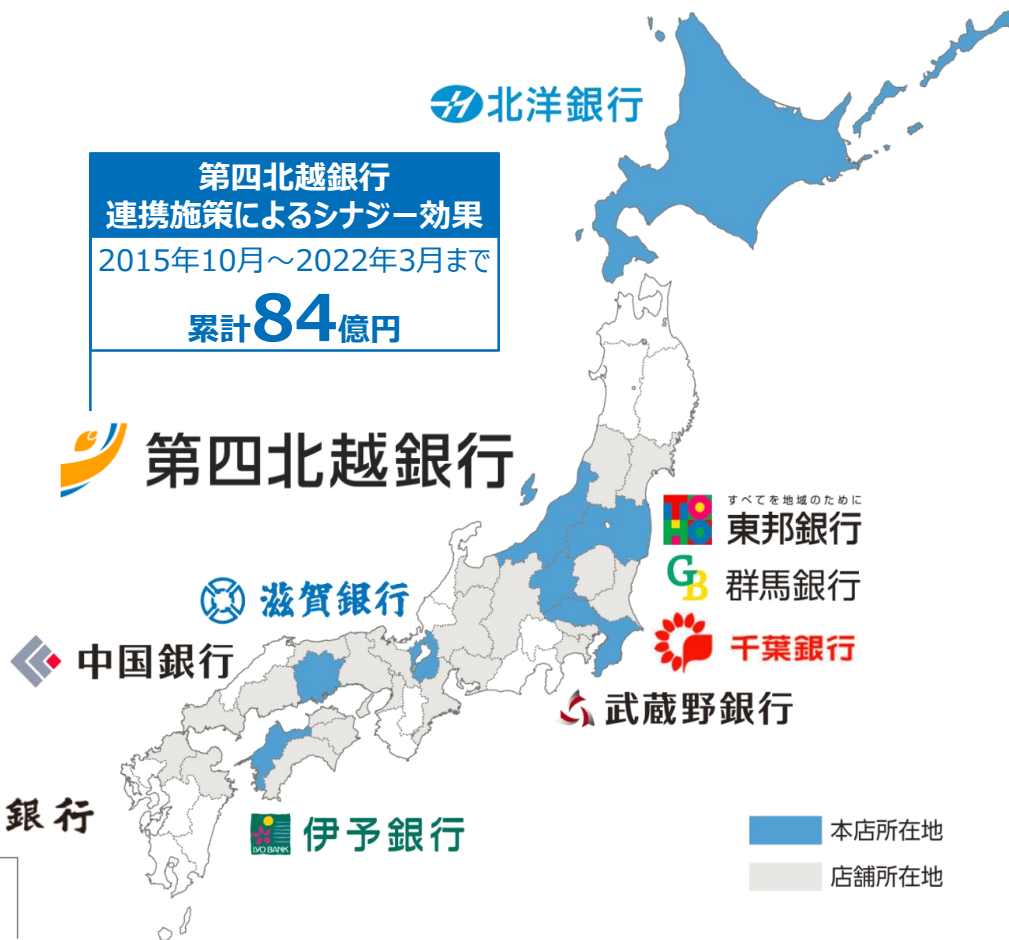 北洋銀行
第四北越銀行
連携施策によるシナジー効果
2015年10月～2022年3月まで
累計84億円
第四北越銀行
すべてを地域のために
TOHO
東邦銀行
GB
群馬銀行
滋賀銀行
千葉銀行
中国銀行
武蔵野銀行
銀行
IYO BANK
伊予銀行
本店所在地
店舗所在地